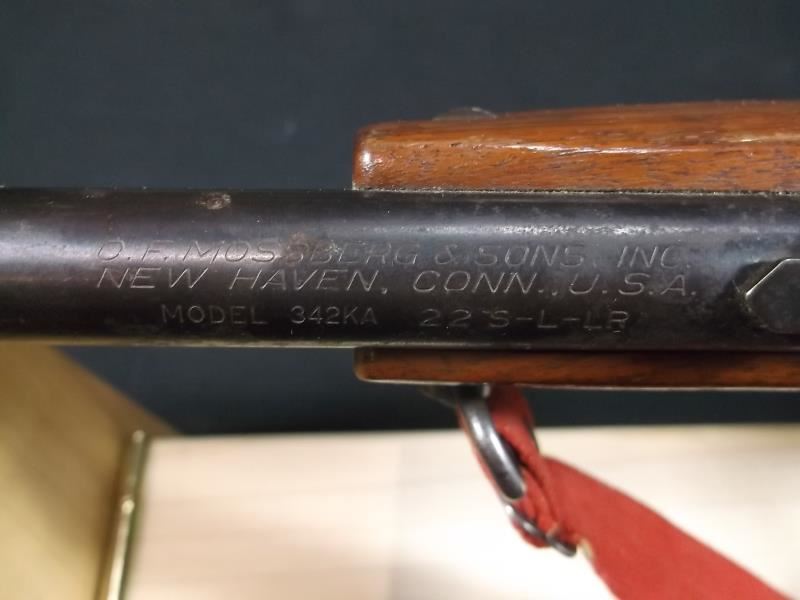 O.F. MOSSBERG & SONS, INC.
NEW HAVEN, CONN., U.S.A.
MODEL 342KA 22 S-L-LR